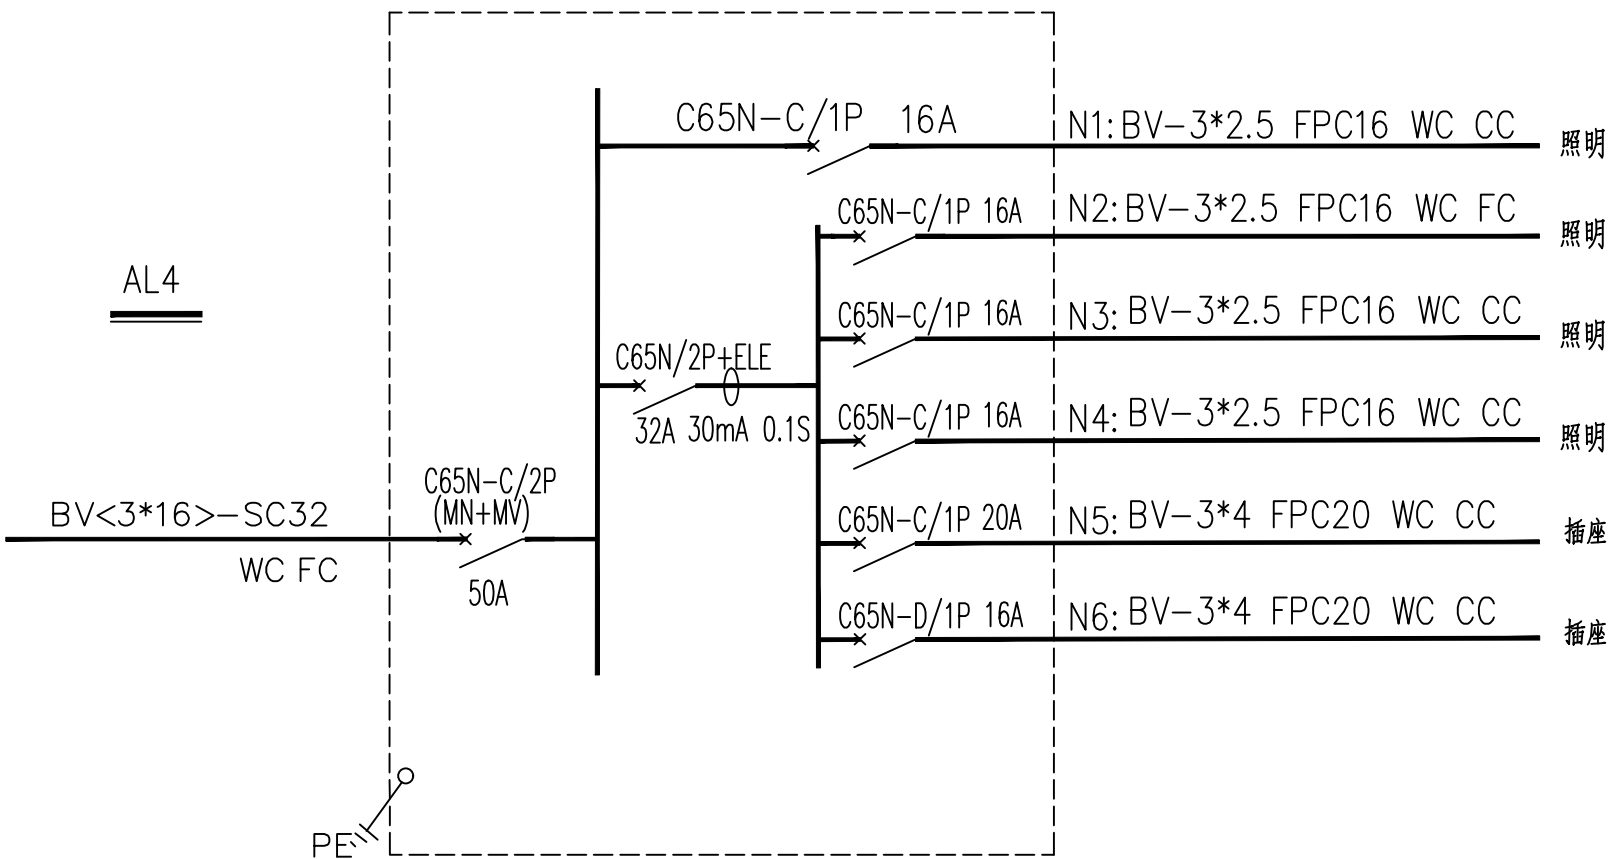 C65N-C/1P 16A N1:BV-3*2.5 FPC16 WC CC 照明
C65N-C/1P 16A N2:BV-3*2.5 FPC16 WC FC 照明
AL4
C65N-C/1P 16A N3: BV-3*2.5 FPC16 WC CC 照明
C65N/2P+ELE
32A 30mA 0.1S
C65N-C/1P 16A N4: BV-3*2.5 FPC16 WC CC 照明
C65N-C/2P
(MN+MV)
BV<3*16>-SC32
WC FC
50A
C65N-C/1P 20A N5: BV-3*4 FPC20 WC CC 插座
C65N-D/1P 16A N6: BV-3*4 FPC20 WC CC 插座
PE